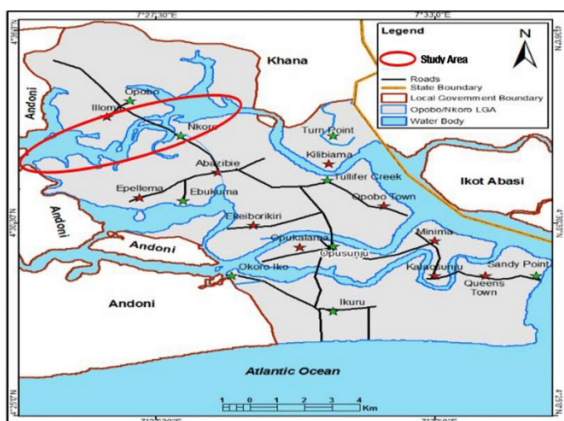 7°27'30"E
7°33'0"E
Legend
Study Area
Roads
State Boundary
Local Government Boundary
Opobo/Nkoro LGA
Water Body
N
Khana
Andoni
Opobo
Illoma
Nkoro
Turn Point
Kilibiama
Abazibie
Tullifer Creek
Ikot Abasi
Epellema
Ebukuma
Opobo Town
Andoni
Minima
Opukalama
Opusunju
Andoni
Okoro Iko
Kalaosunju
Sandy Point
Queens
Town
Andoni
Ikuru
Atlantic Ocean
1 0 1 2 3 4
Km